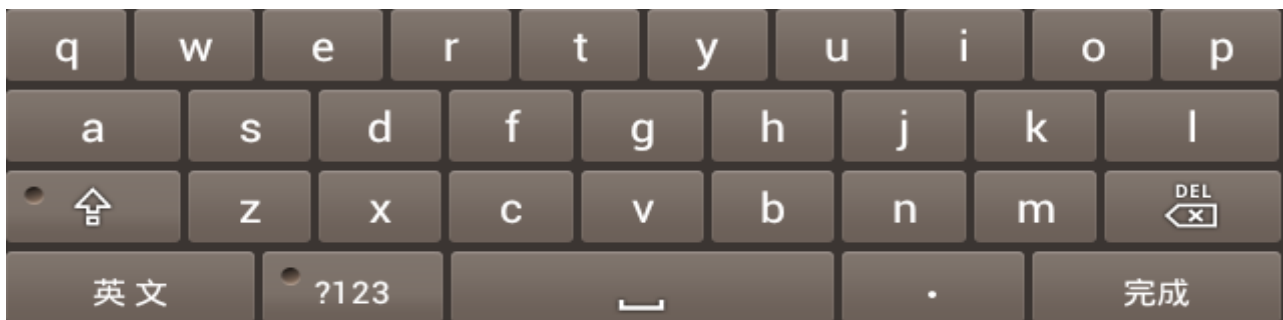 q w e r t y u i o p
a s d f g h j k l
z x c v b n m DEL
英文 ?123 . 完成